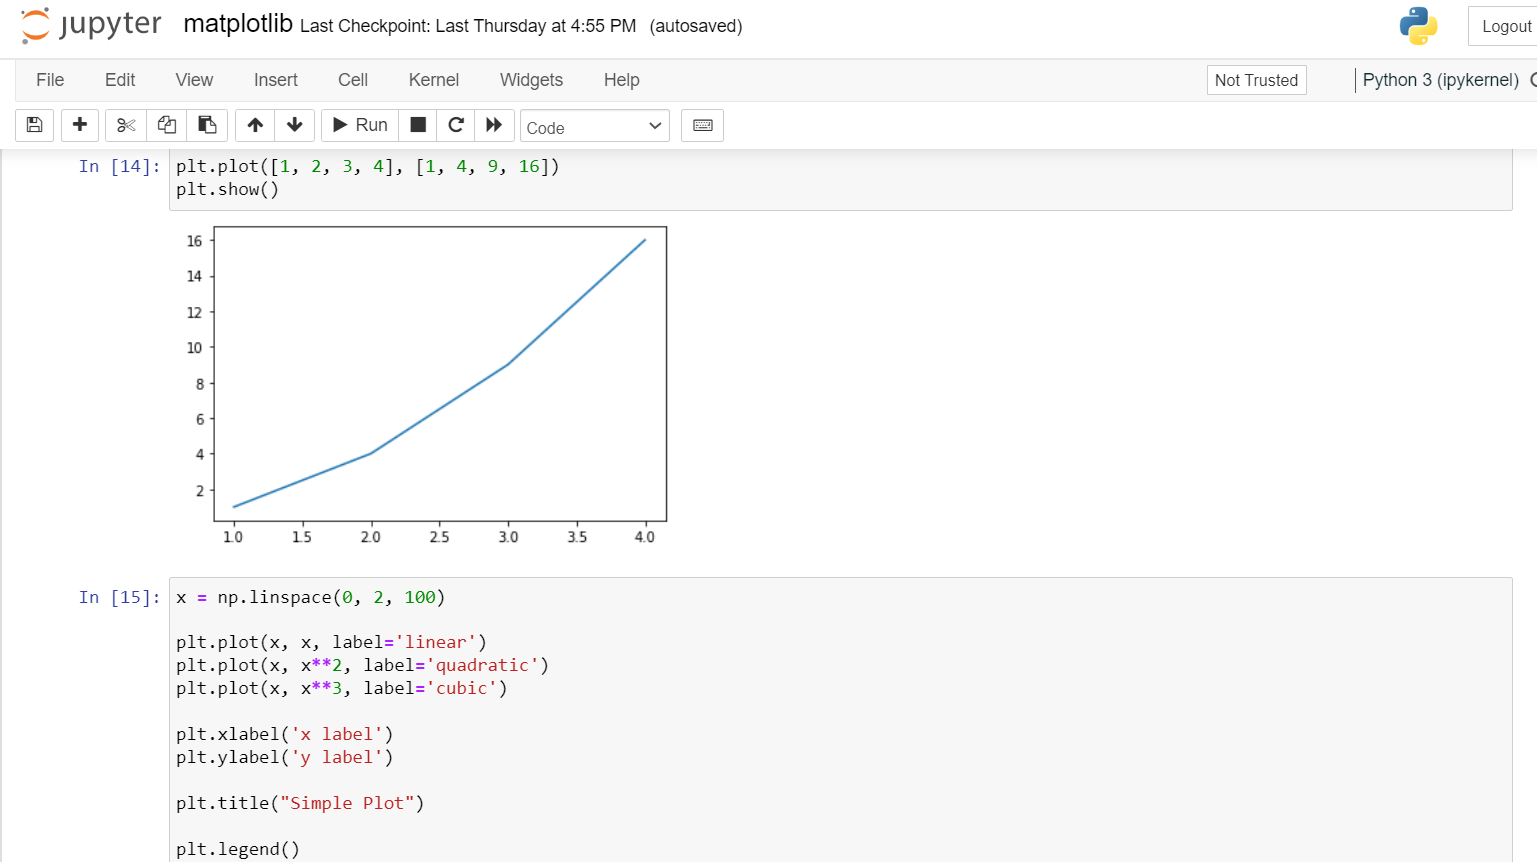 jupyter matplotlib Last Checkpoint: Last Thursday at 4:55 PM (autosaved)
Logout
File Edit View Insert Cell Kernel Widgets Help
Not Trusted
Python 3 (ipykernel)
Run
Code
In [14]: plt.plot([1, 2, 3, 4], [1, 4, 9, 16])
plt.show()
16
14
12
10
8
6
4
2
1.0 1.5 2.0 2.5 3.0 3.5 4.0
In [15]: x = np.linspace(0, 2, 100)
plt.plot(x, x, label='linear')
plt.plot(x, x**2, label='quadratic')
plt.plot(x, x**3, label='cubic')
plt.xlabel('x label')
plt.ylabel('y label')
plt.title("Simple Plot")
plt.legend()